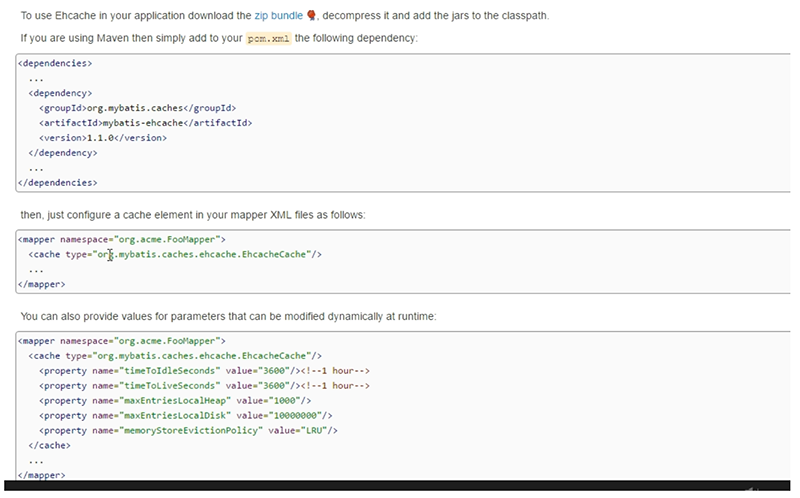 To use Ehcache in your application download the zip bundle, decompress it and add the jars to the classpath.
If you are using Maven then simply add to your pom.xml the following dependency:
<dependencies>
...
<dependency>
<groupId>org.mybatis.caches</groupId>
<artifactId>mybatis-ehcache</artifactId>
<version>1.1.0</version>
</dependency>
...
</dependencies>
then, just configure a cache element in your mapper XML files as follows:
<mapper namespace="org.acme.FooMapper">
<cache type="org.mybatis.caches.ehcache.EhcacheCache"/>
...
</mapper>
You can also provide values for parameters that can be modified dynamically at runtime:
<mapper namespace="org.acme.FooMapper">
<cache type="org.mybatis.caches.ehcache.EhcacheCache"/>
<property name="timeToIdleSeconds" value="3600"/><!--1 hour-->
<property name="timeToLiveSeconds" value="3600"/><!--1 hour-->
<property name="maxEntriesLocalHeap" value="1000"/>
<property name="maxEntriesLocalDisk" value="10000000"/>
<property name="memoryStoreEvictionPolicy" value="LRU"/>
</cache>
...
</mapper>